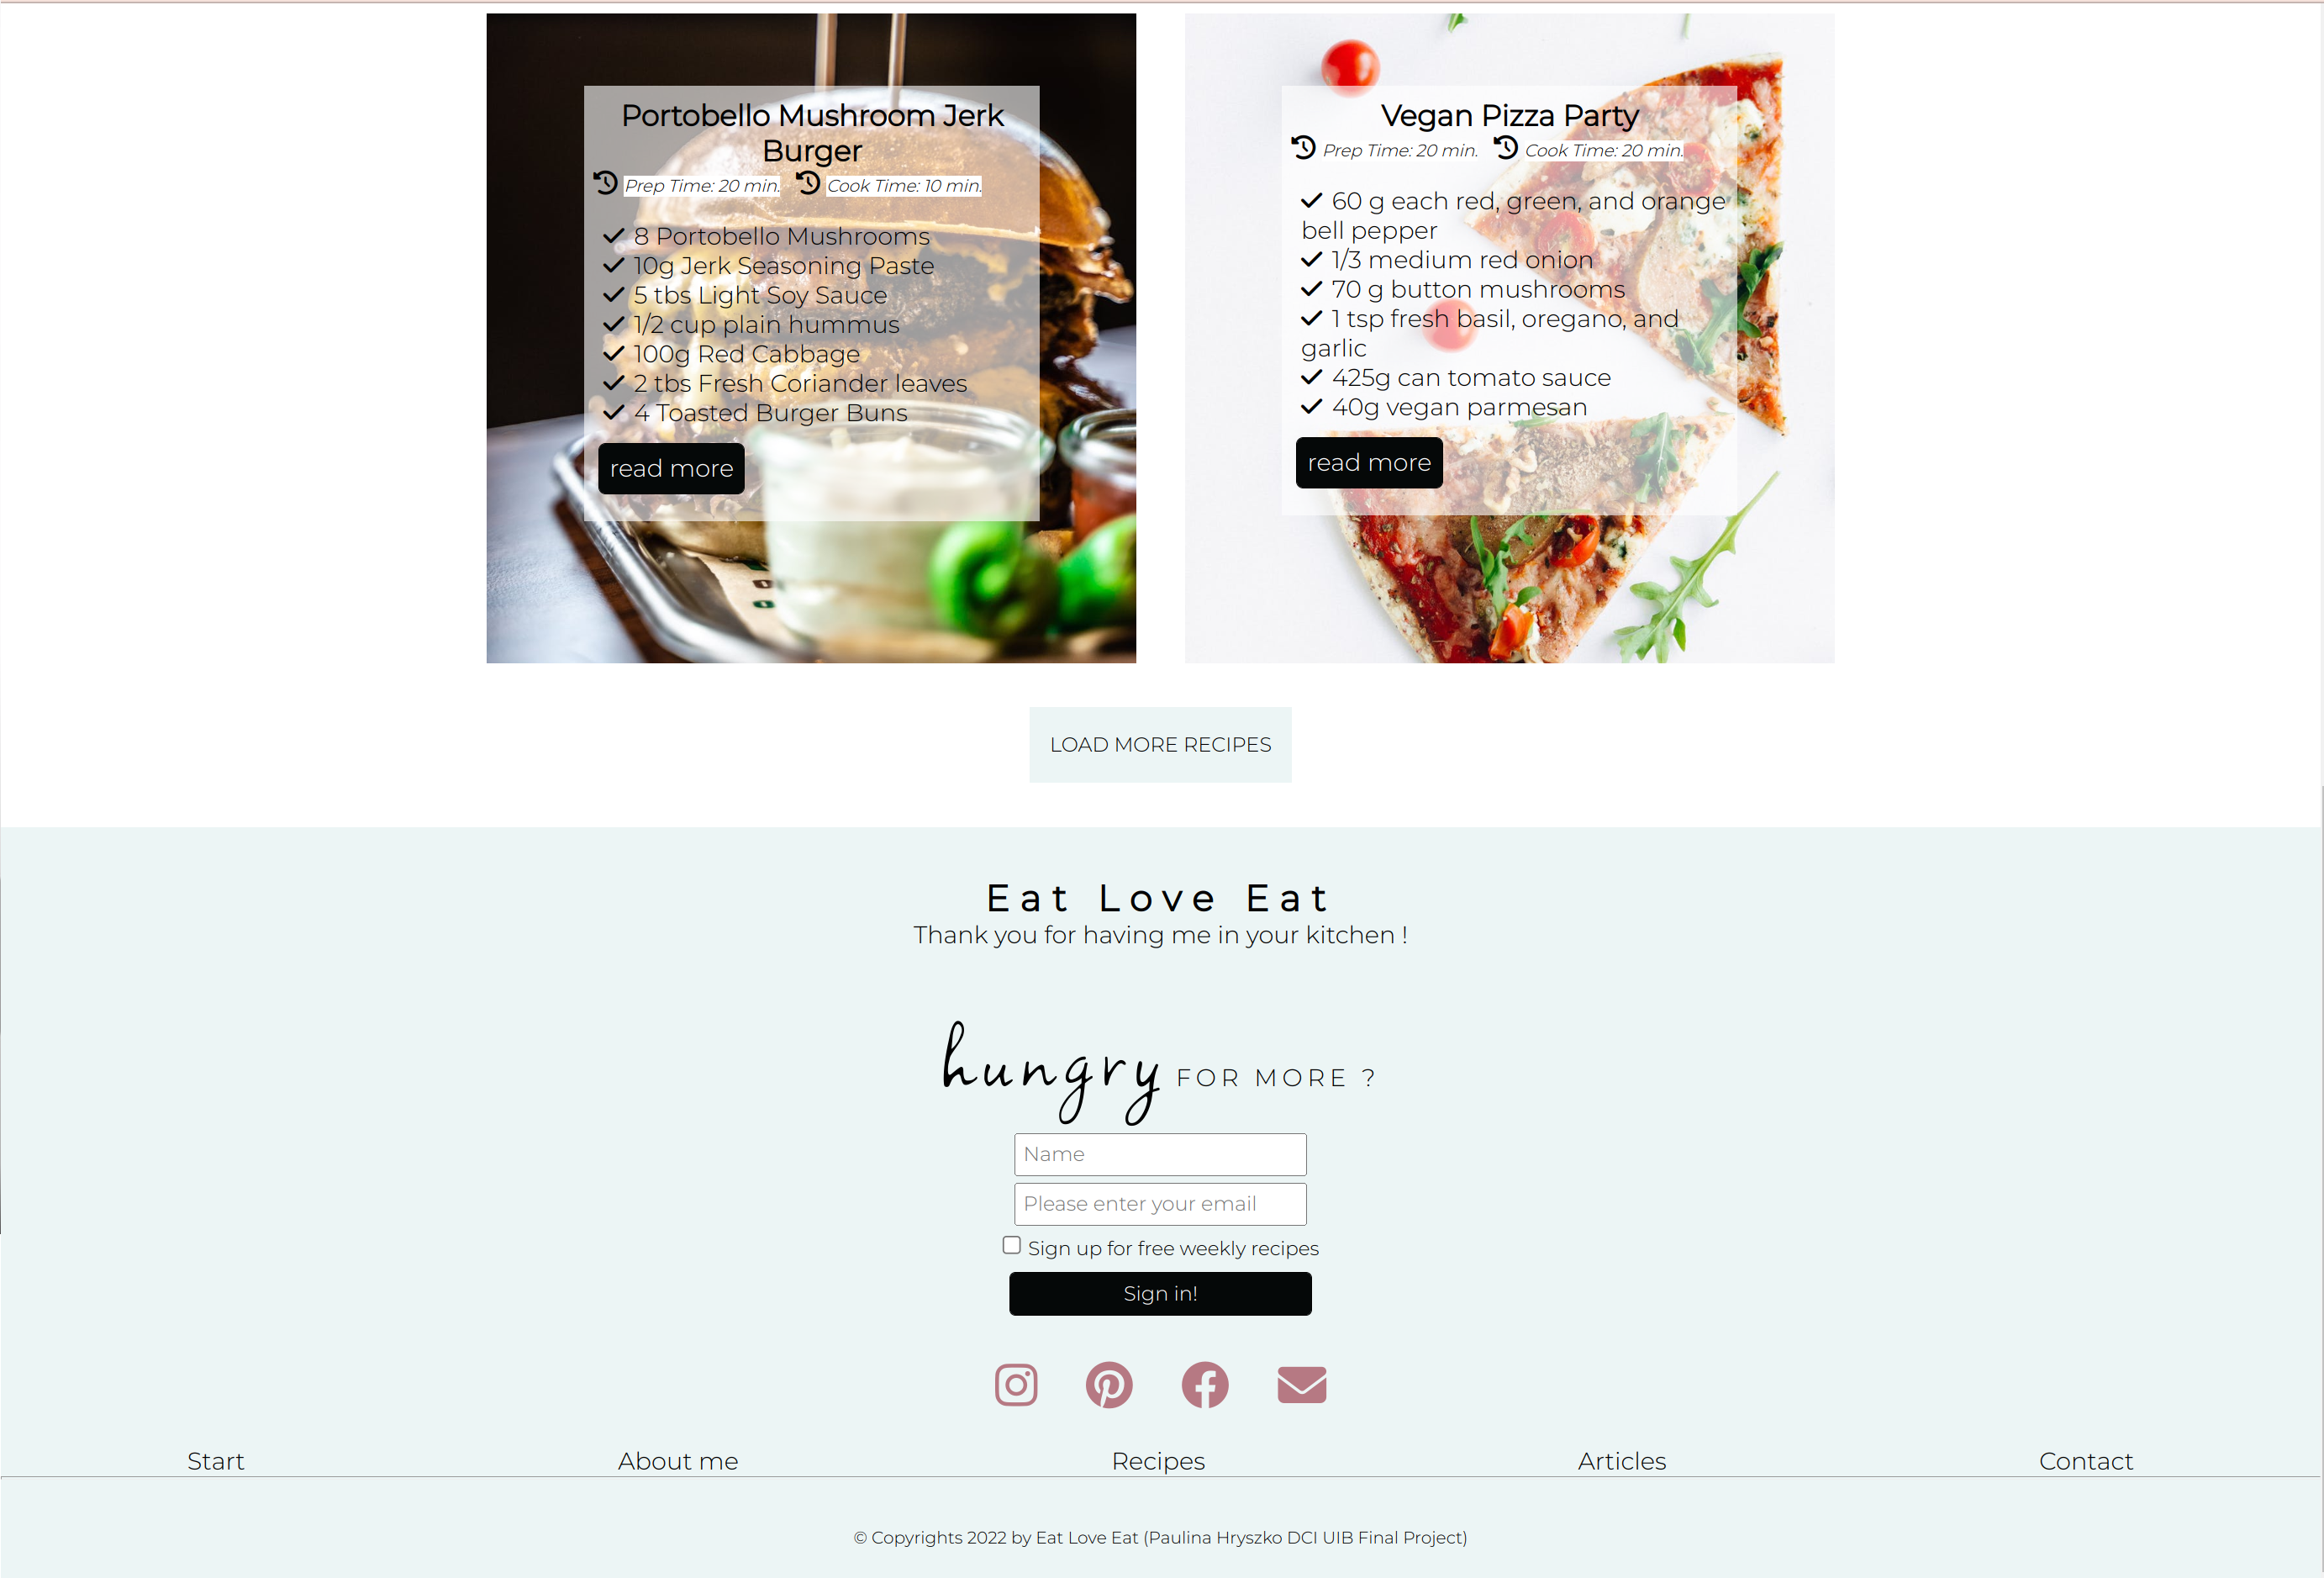 Portobello Mushroom Jerk
Burger
Prep Time: 20 min. Cook Time: 10 min.
8 Portobello Mushrooms
10g Jerk Seasoning Paste
5 tbs Light Soy Sauce
1/2 cup plain hummus
100g Red Cabbage
2 tbs Fresh Coriander leaves
4 Toasted Burger Buns
read more
Vegan Pizza Party
Prep Time: 20 min. Cook Time: 20 min.
60 g each red, green, and orange
bell pepper
1/3 medium red onion
70 g button mushrooms
1 tsp fresh basil, oregano, and
garlic
425g can tomato sauce
40g vegan parmesan
read more
LOAD MORE RECIPES
Eat Love Eat
Thank you for having me in your kitchen !
hungry FOR MORE ?
Name
Please enter your email
Sign up for free weekly recipes
Sign in!
Start About me Recipes Articles Contact
© Copyrights 2022 by Eat Love Eat (Paulina Hryszko DCI UIB Final Project)